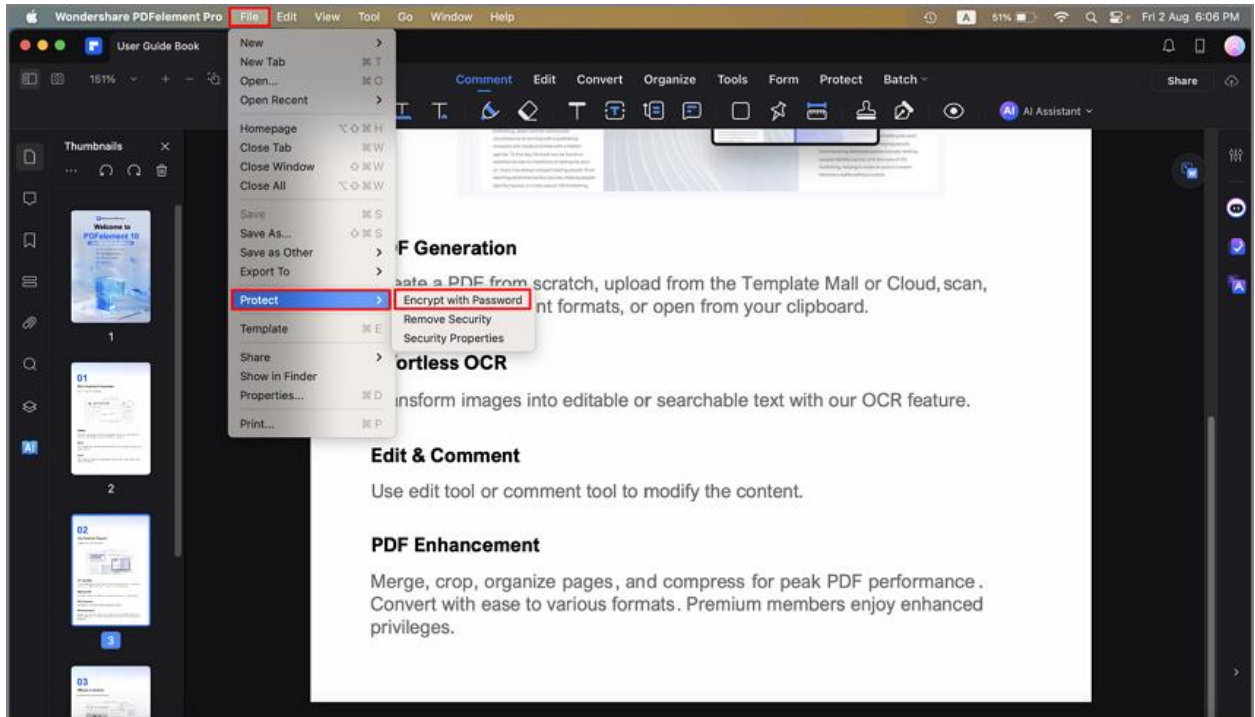 Wondershare PDFelement Pro File Edit View Tool Go Window Help A 51% Fri 2 Aug 6:06 PM
User Guide Book
151% Comment Edit Convert Organize Tools Form Protect Batch Share
AI AI Assistant
New
New Tab ⌘ T
Open... ⌘ O
Open Recent
Homepage ⌥⇧⌘ H
Close Tab ⌘ W
Close Window ⇧⌘ W
Close All ⌥⇧⌘ W
Save ⌘ S
Save As... ⇧⌘ S
Save as Other
Export To
Protect
Template ⌘ E
Share
Show in Finder
Properties... ⌘ D
Print... ⌘ P
Encrypt with Password
Remove Security
Security Properties
Thumbnails
Welcome to
PDFelement 10
1
01
2
02
3
03
AI
F Generation
eate a PDF from scratch, upload from the Template Mall or Cloud, scan,
nt formats, or open from your clipboard.
ortless OCR
nsform images into editable or searchable text with our OCR feature.
Edit & Comment
Use edit tool or comment tool to modify the content.
PDF Enhancement
Merge, crop, organize pages, and compress for peak PDF performance.
Convert with ease to various formats. Premium members enjoy enhanced
privileges.